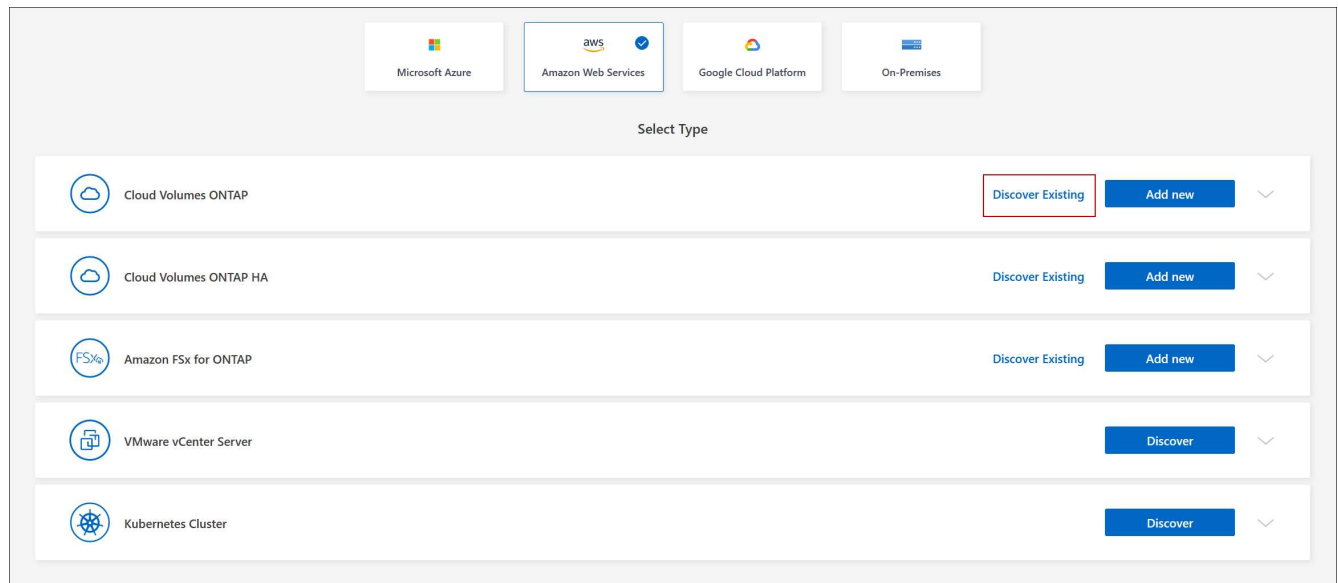 aws
Microsoft Azure
Amazon Web Services
Google Cloud Platform
On-Premises
Select Type
Cloud Volumes ONTAP
Discover Existing
Add new
Cloud Volumes ONTAP HA
Discover Existing
Add new
FSx
Amazon FSx for ONTAP
Discover Existing
Add new
VMware vCenter Server
Discover
Kubernetes Cluster
Discover